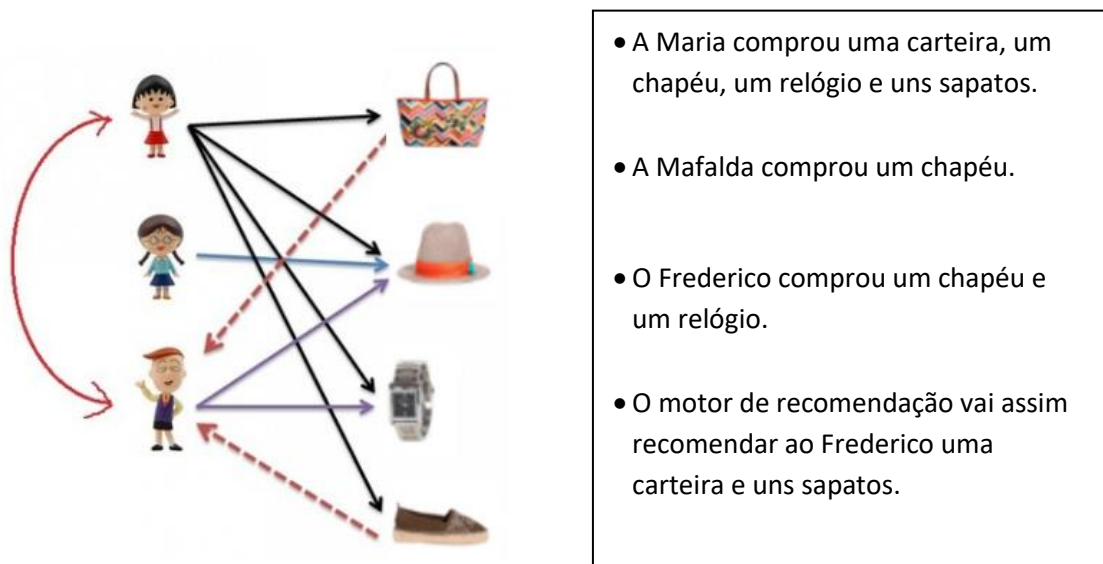 • A Maria comprou uma carteira, um
chapéu, um relógio e uns sapatos.
• A Mafalda comprou um chapéu.
• O Frederico comprou um chapéu e
um relógio.
• O motor de recomendação vai assim
recomendar ao Frederico uma
carteira e uns sapatos.